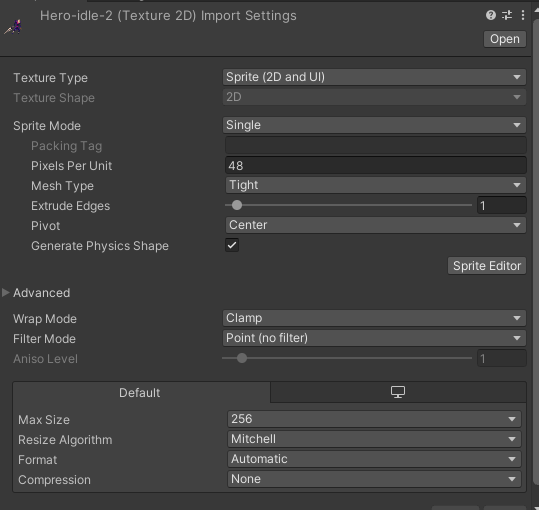 Hero-idle-2 (Texture 2D) Import Settings
Open
Texture Type Sprite (2D and UI)
Texture Shape 2D
Sprite Mode Single
Packing Tag
Pixels Per Unit 48
Mesh Type Tight
Extrude Edges 1
Pivot Center
Generate Physics Shape
Sprite Editor
Advanced
Wrap Mode Clamp
Filter Mode Point (no filter)
Aniso Level 1
Default
Max Size 256
Resize Algorithm Mitchell
Format Automatic
Compression None